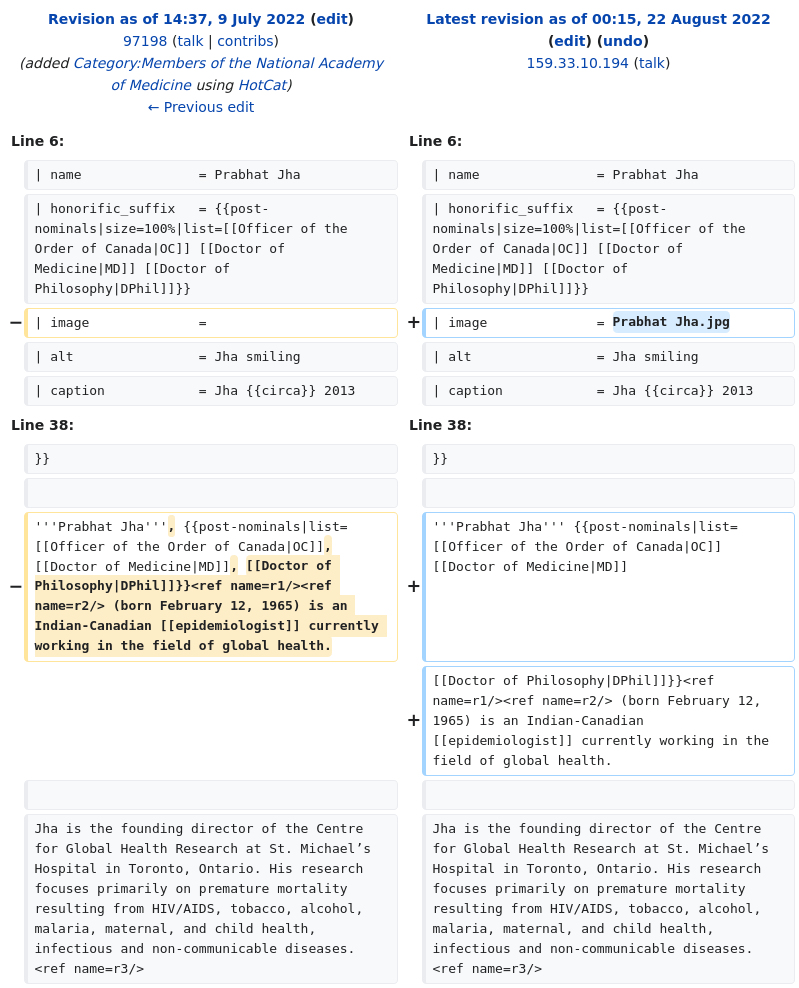 Revision as of 14:37, 9 July 2022 (edit)
97198 (talk | contribs)
(added Category:Members of the National Academy
of Medicine using HotCat)
← Previous edit
Latest revision as of 00:15, 22 August 2022
(edit) (undo)
159.33.10.194 (talk)
Line 6:
Line 6:
| name               = Prabhat Jha
| name               = Prabhat Jha
| honorific_suffix   = {{post-
nominals|size=100%|list=[[Officer of the
Order of Canada|OC]] [[Doctor of
Medicine|MD]] [[Doctor of
Philosophy|DPhil]]}}
| honorific_suffix   = {{post-
nominals|size=100%|list=[[Officer of the
Order of Canada|OC]] [[Doctor of
Medicine|MD]] [[Doctor of
Philosophy|DPhil]]}}
− | image              =
+ | image              = Prabhat Jha.jpg
| alt                = Jha smiling
| alt                = Jha smiling
| caption            = Jha {{circa}} 2013
| caption            = Jha {{circa}} 2013
Line 38:
Line 38:
}}
}}
'''Prabhat Jha''', {{post-nominals|list=
[[Officer of the Order of Canada|OC]],
[[Doctor of Medicine|MD]], [[Doctor of
− Philosophy|DPhil]]}}<ref name=r1/><ref
name=r2/> (born February 12, 1965) is an
Indian-Canadian [[epidemiologist]] currently
working in the field of global health.
'''Prabhat Jha''' {{post-nominals|list=
[[Officer of the Order of Canada|OC]]
[[Doctor of Medicine|MD]]
+
[[Doctor of Philosophy|DPhil]]}}<ref
name=r1/><ref name=r2/> (born February 12,
+ 1965) is an Indian-Canadian
[[epidemiologist]] currently working in the
field of global health.
Jha is the founding director of the Centre
for Global Health Research at St. Michael’s
Hospital in Toronto, Ontario. His research
focuses primarily on premature mortality
resulting from HIV/AIDS, tobacco, alcohol,
malaria, maternal, and child health,
infectious and non-communicable diseases.
<ref name=r3/>
Jha is the founding director of the Centre
for Global Health Research at St. Michael’s
Hospital in Toronto, Ontario. His research
focuses primarily on premature mortality
resulting from HIV/AIDS, tobacco, alcohol,
malaria, maternal, and child health,
infectious and non-communicable diseases.
<ref name=r3/>